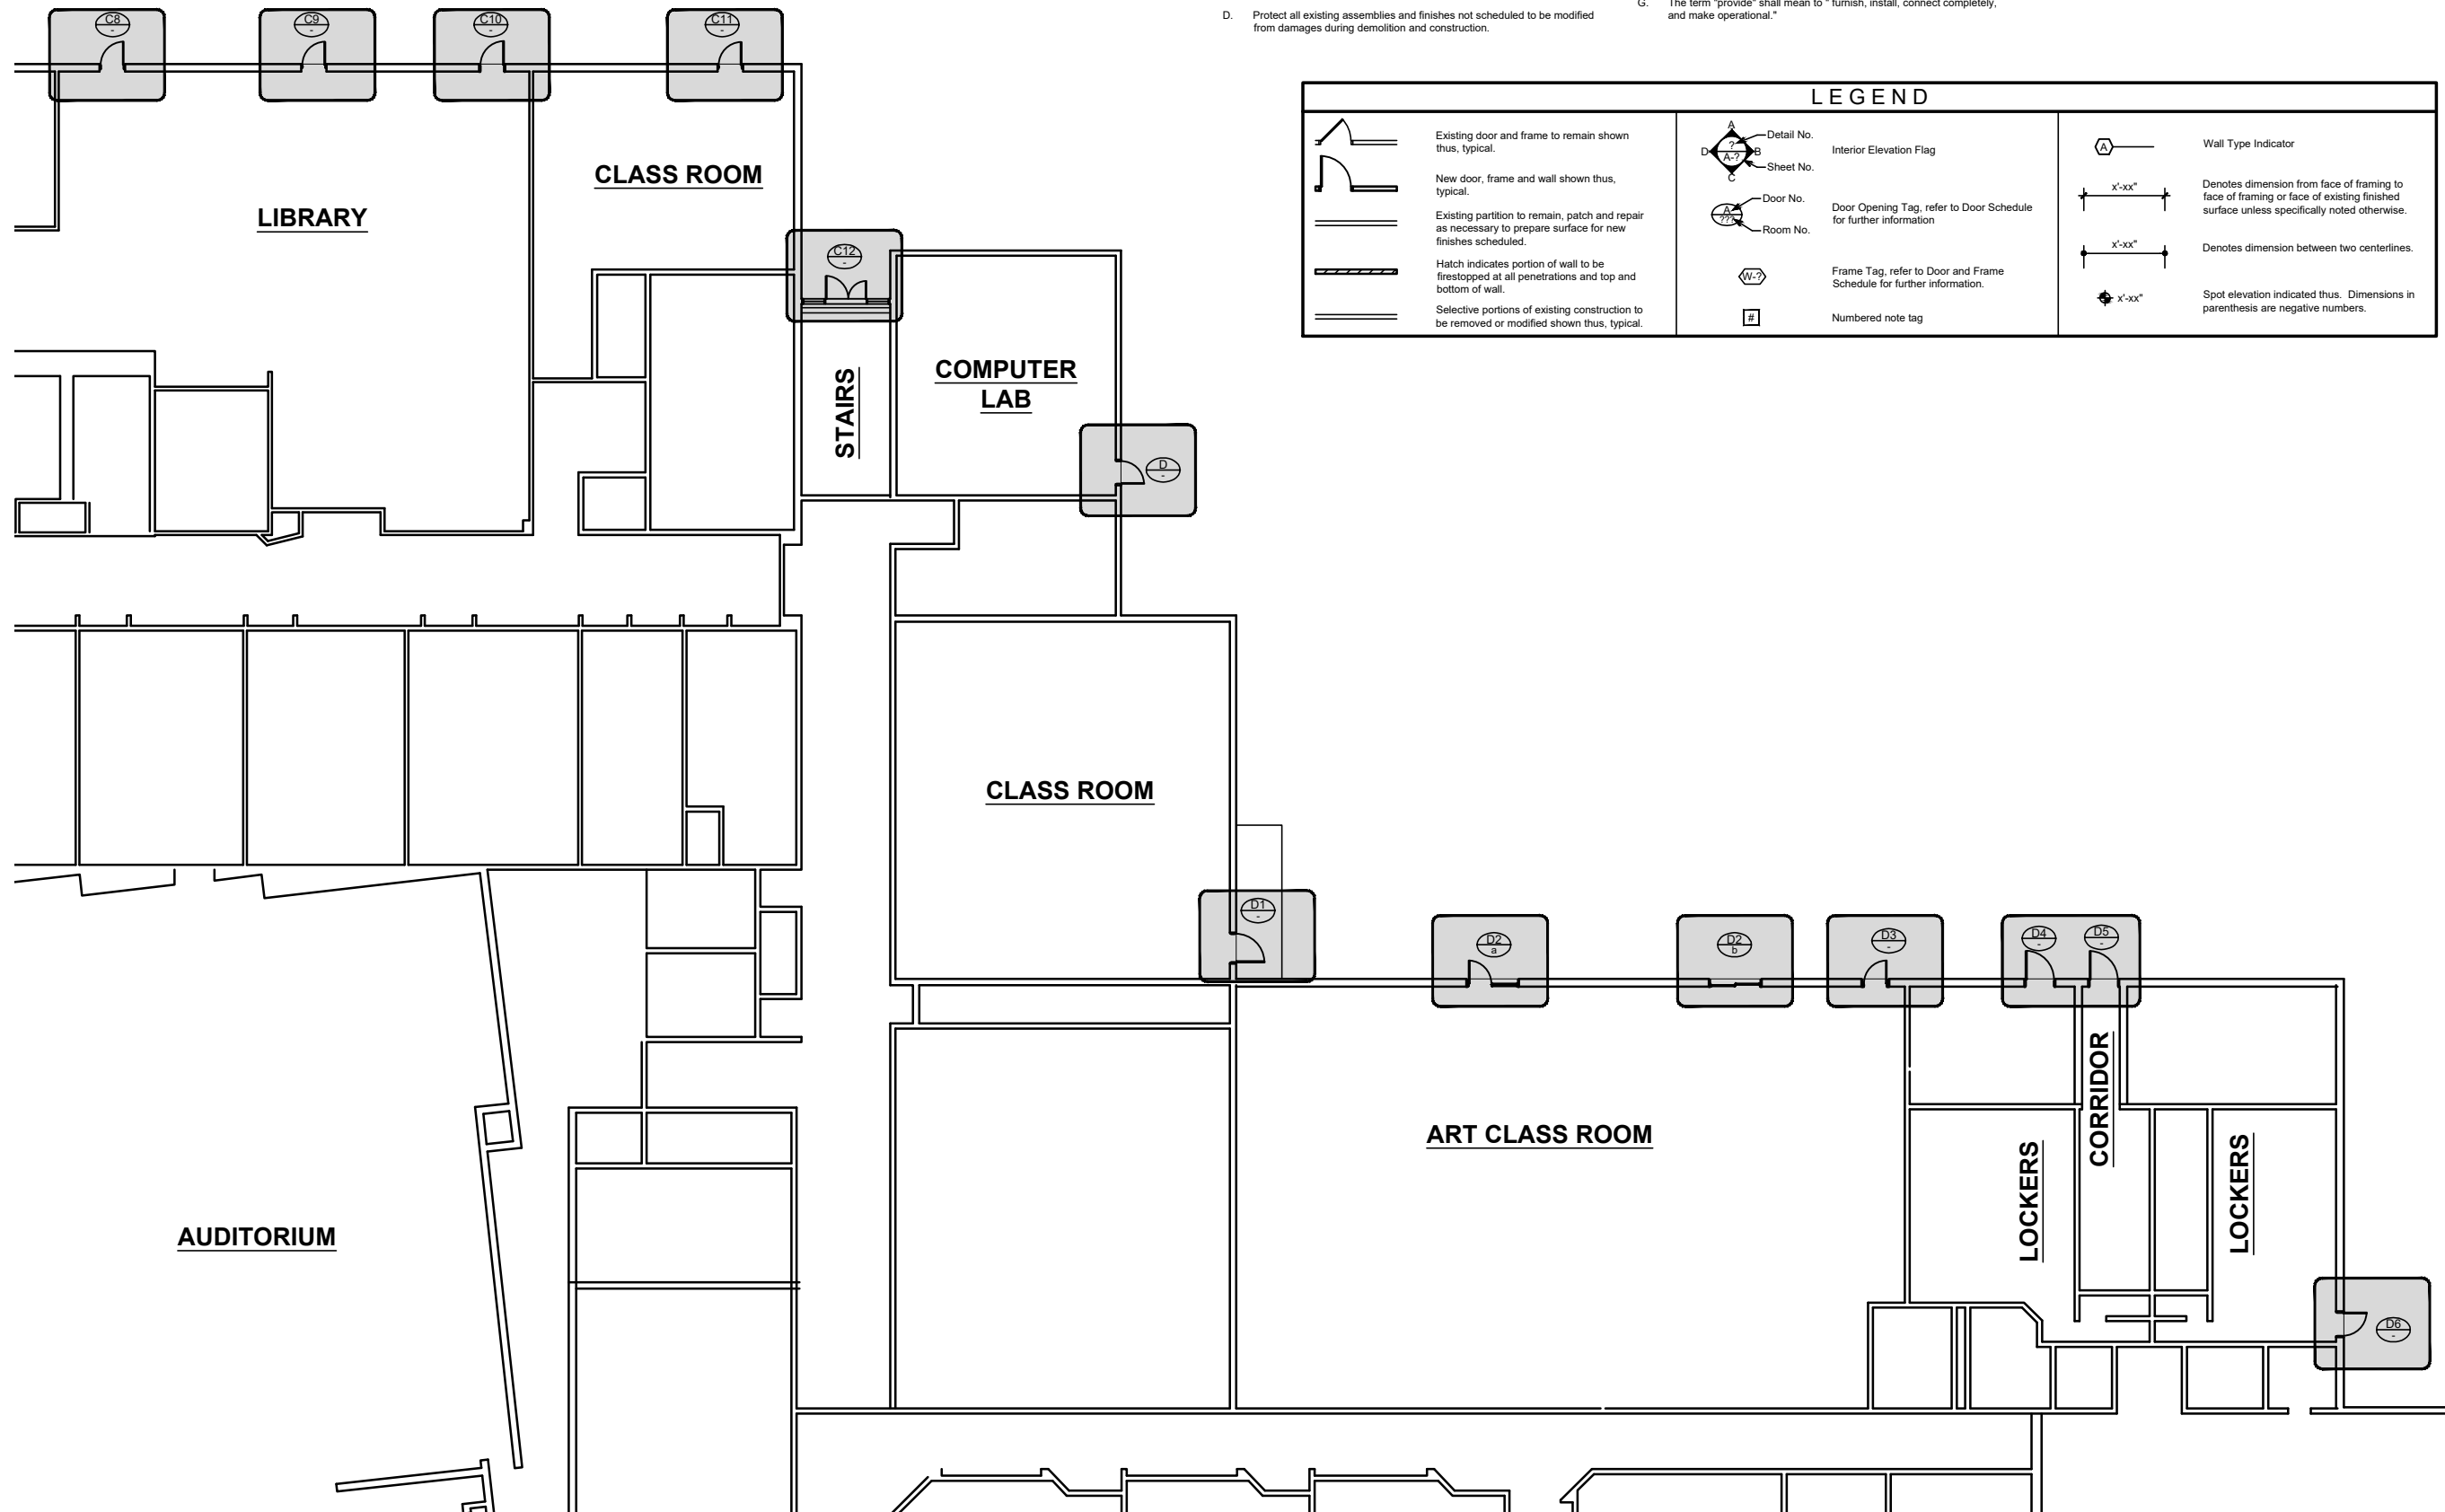 D. Protect all existing assemblies and finishes not scheduled to be modified
from damages during demolition and construction.
G. The term "provide" shall mean to " furnish, install, connect completely,
and make operational."
LEGEND
Existing door and frame to remain shown
thus, typical.
New door, frame and wall shown thus,
typical.
Existing partition to remain, patch and repair
as necessary to prepare surface for new
finishes scheduled.
Hatch indicates portion of wall to be
firestopped at all penetrations and top and
bottom of wall.
Selective portions of existing construction to
be removed or modified shown thus, typical.
A
D
?
A-?
B
C
Detail No.
Sheet No.
Interior Elevation Flag
A
???
Door No.
Room No.
Door Opening Tag, refer to Door Schedule
for further information
W-?
Frame Tag, refer to Door and Frame
Schedule for further information.
#
Numbered note tag
A
Wall Type Indicator
x'-xx"
Denotes dimension from face of framing to
face of framing or face of existing finished
surface unless specifically noted otherwise.
x'-xx"
Denotes dimension between two centerlines.
x'-xx"
Spot elevation indicated thus. Dimensions in
parenthesis are negative numbers.
C8
-
C9
-
C10
-
C11
-
CLASS ROOM
LIBRARY
C12
-
STAIRS
COMPUTER
LAB
D
-
CLASS ROOM
D1
-
D2
a
D2
b
D3
-
D4
-
D5
-
CORRIDOR
ART CLASS ROOM
LOCKERS
LOCKERS
AUDITORIUM
D6
-